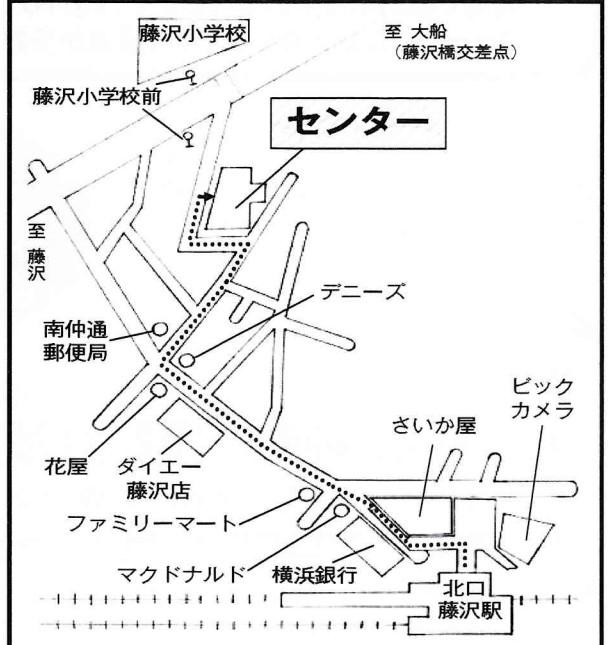 藤沢小学校
至 大船
（藤沢橋交差点）
藤沢小学校前
センター
至 藤沢
デニーズ
南仲通
郵便局
ビック
カメラ
さいか屋
花屋
ダイエー
藤沢店
ファミリーマート
マクドナルド
横浜銀行
北口
藤沢駅